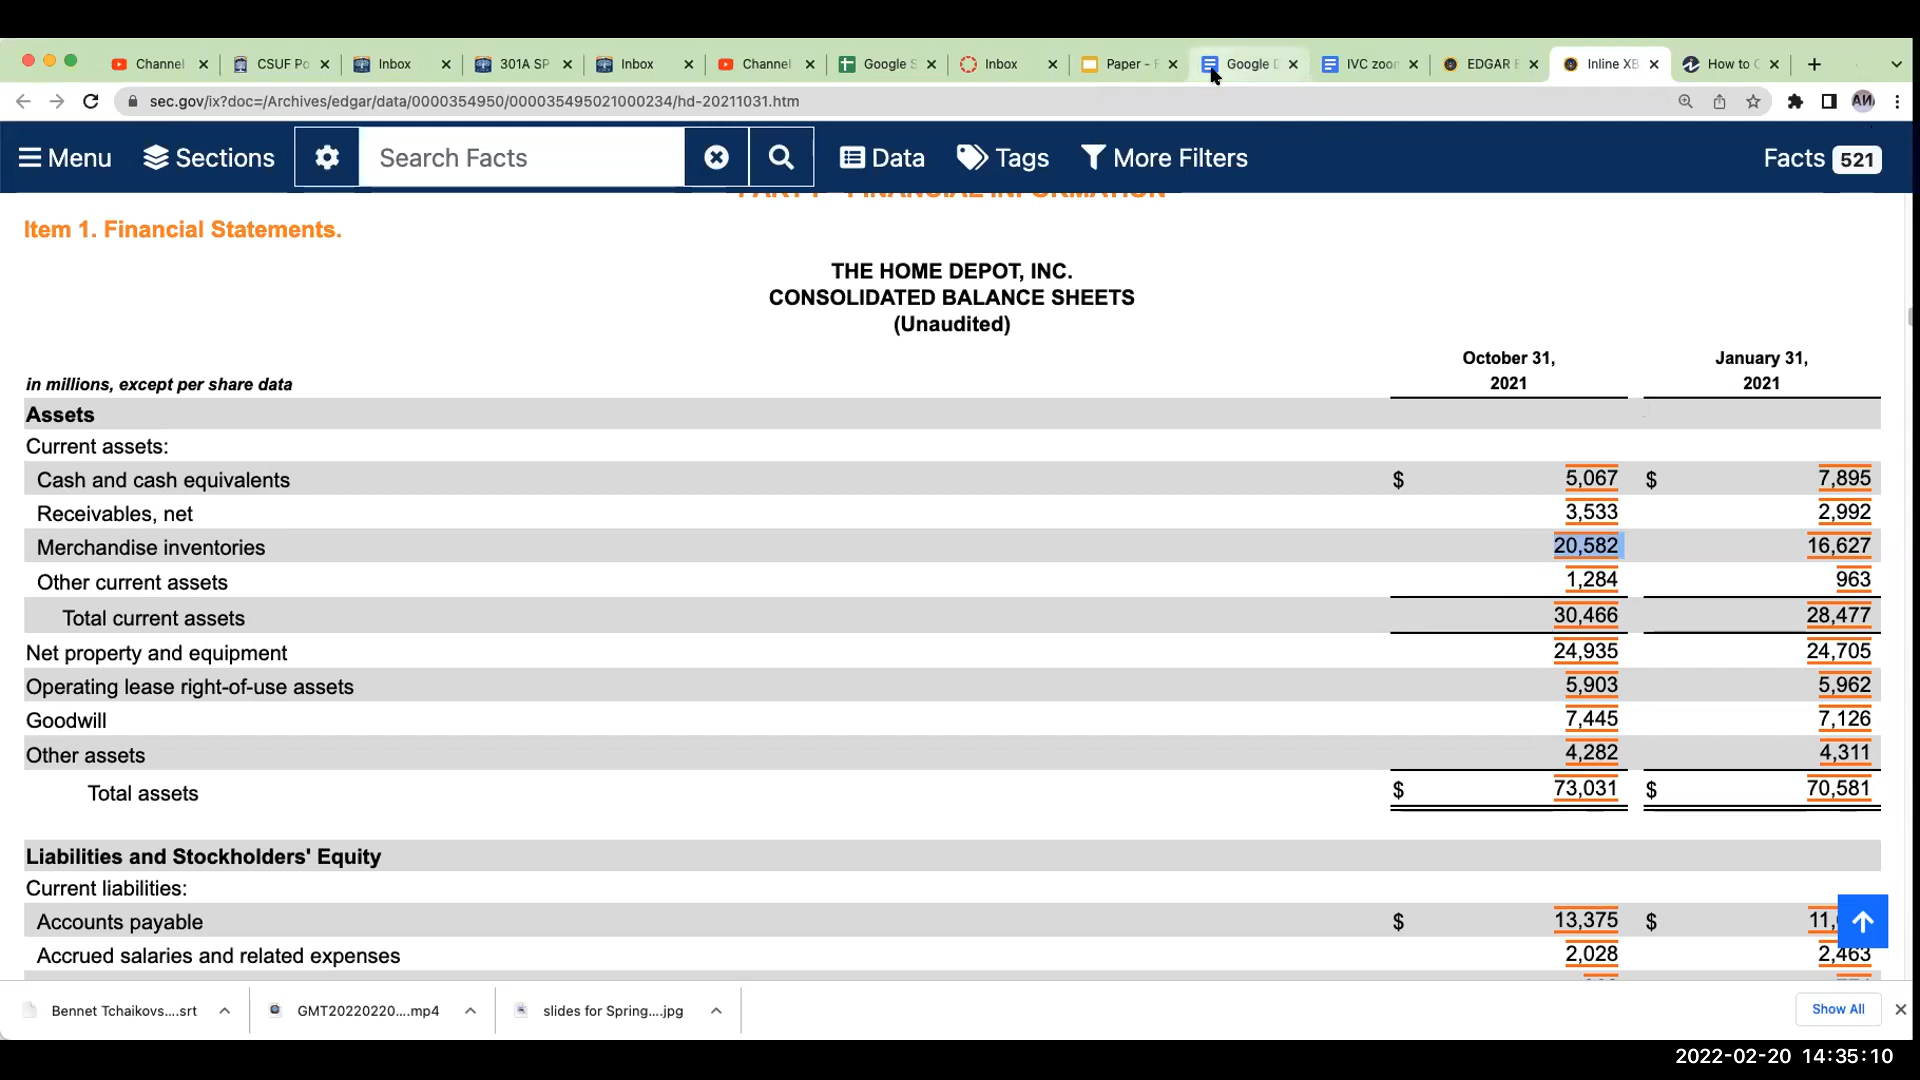 Channel CSUF Po Inbox 301A SP Inbox Channel Google S Inbox Paper - F Google D IVC zoon EDGAR Inline XB How to C
sec.gov/ix?doc=/Archives/edgar/data/0000354950/000035495021000234/hd-20211031.htm
Menu Sections Search Facts Data Tags More Filters Facts 521
Item 1. Financial Statements.
THE HOME DEPOT, INC.
CONSOLIDATED BALANCE SHEETS
(Unaudited)
October 31, January 31,
in millions, except per share data 2021 2021
Assets
Current assets:
Cash and cash equivalents $ 5,067 $ 7,895
Receivables, net 3,533 2,992
Merchandise inventories 20,582 16,627
Other current assets 1,284 963
Total current assets 30,466 28,477
Net property and equipment 24,935 24,705
Operating lease right-of-use assets 5,903 5,962
Goodwill 7,445 7,126
Other assets 4,282 4,311
Total assets $ 73,031 $ 70,581
Liabilities and Stockholders' Equity
Current liabilities:
Accounts payable $ 13,375 $ 11,
Accrued salaries and related expenses 2,028 2,463
Bennet Tchaikovs....srt GMT20220220....mp4 slides for Spring....jpg Show All
2022-02-20 14:35:10